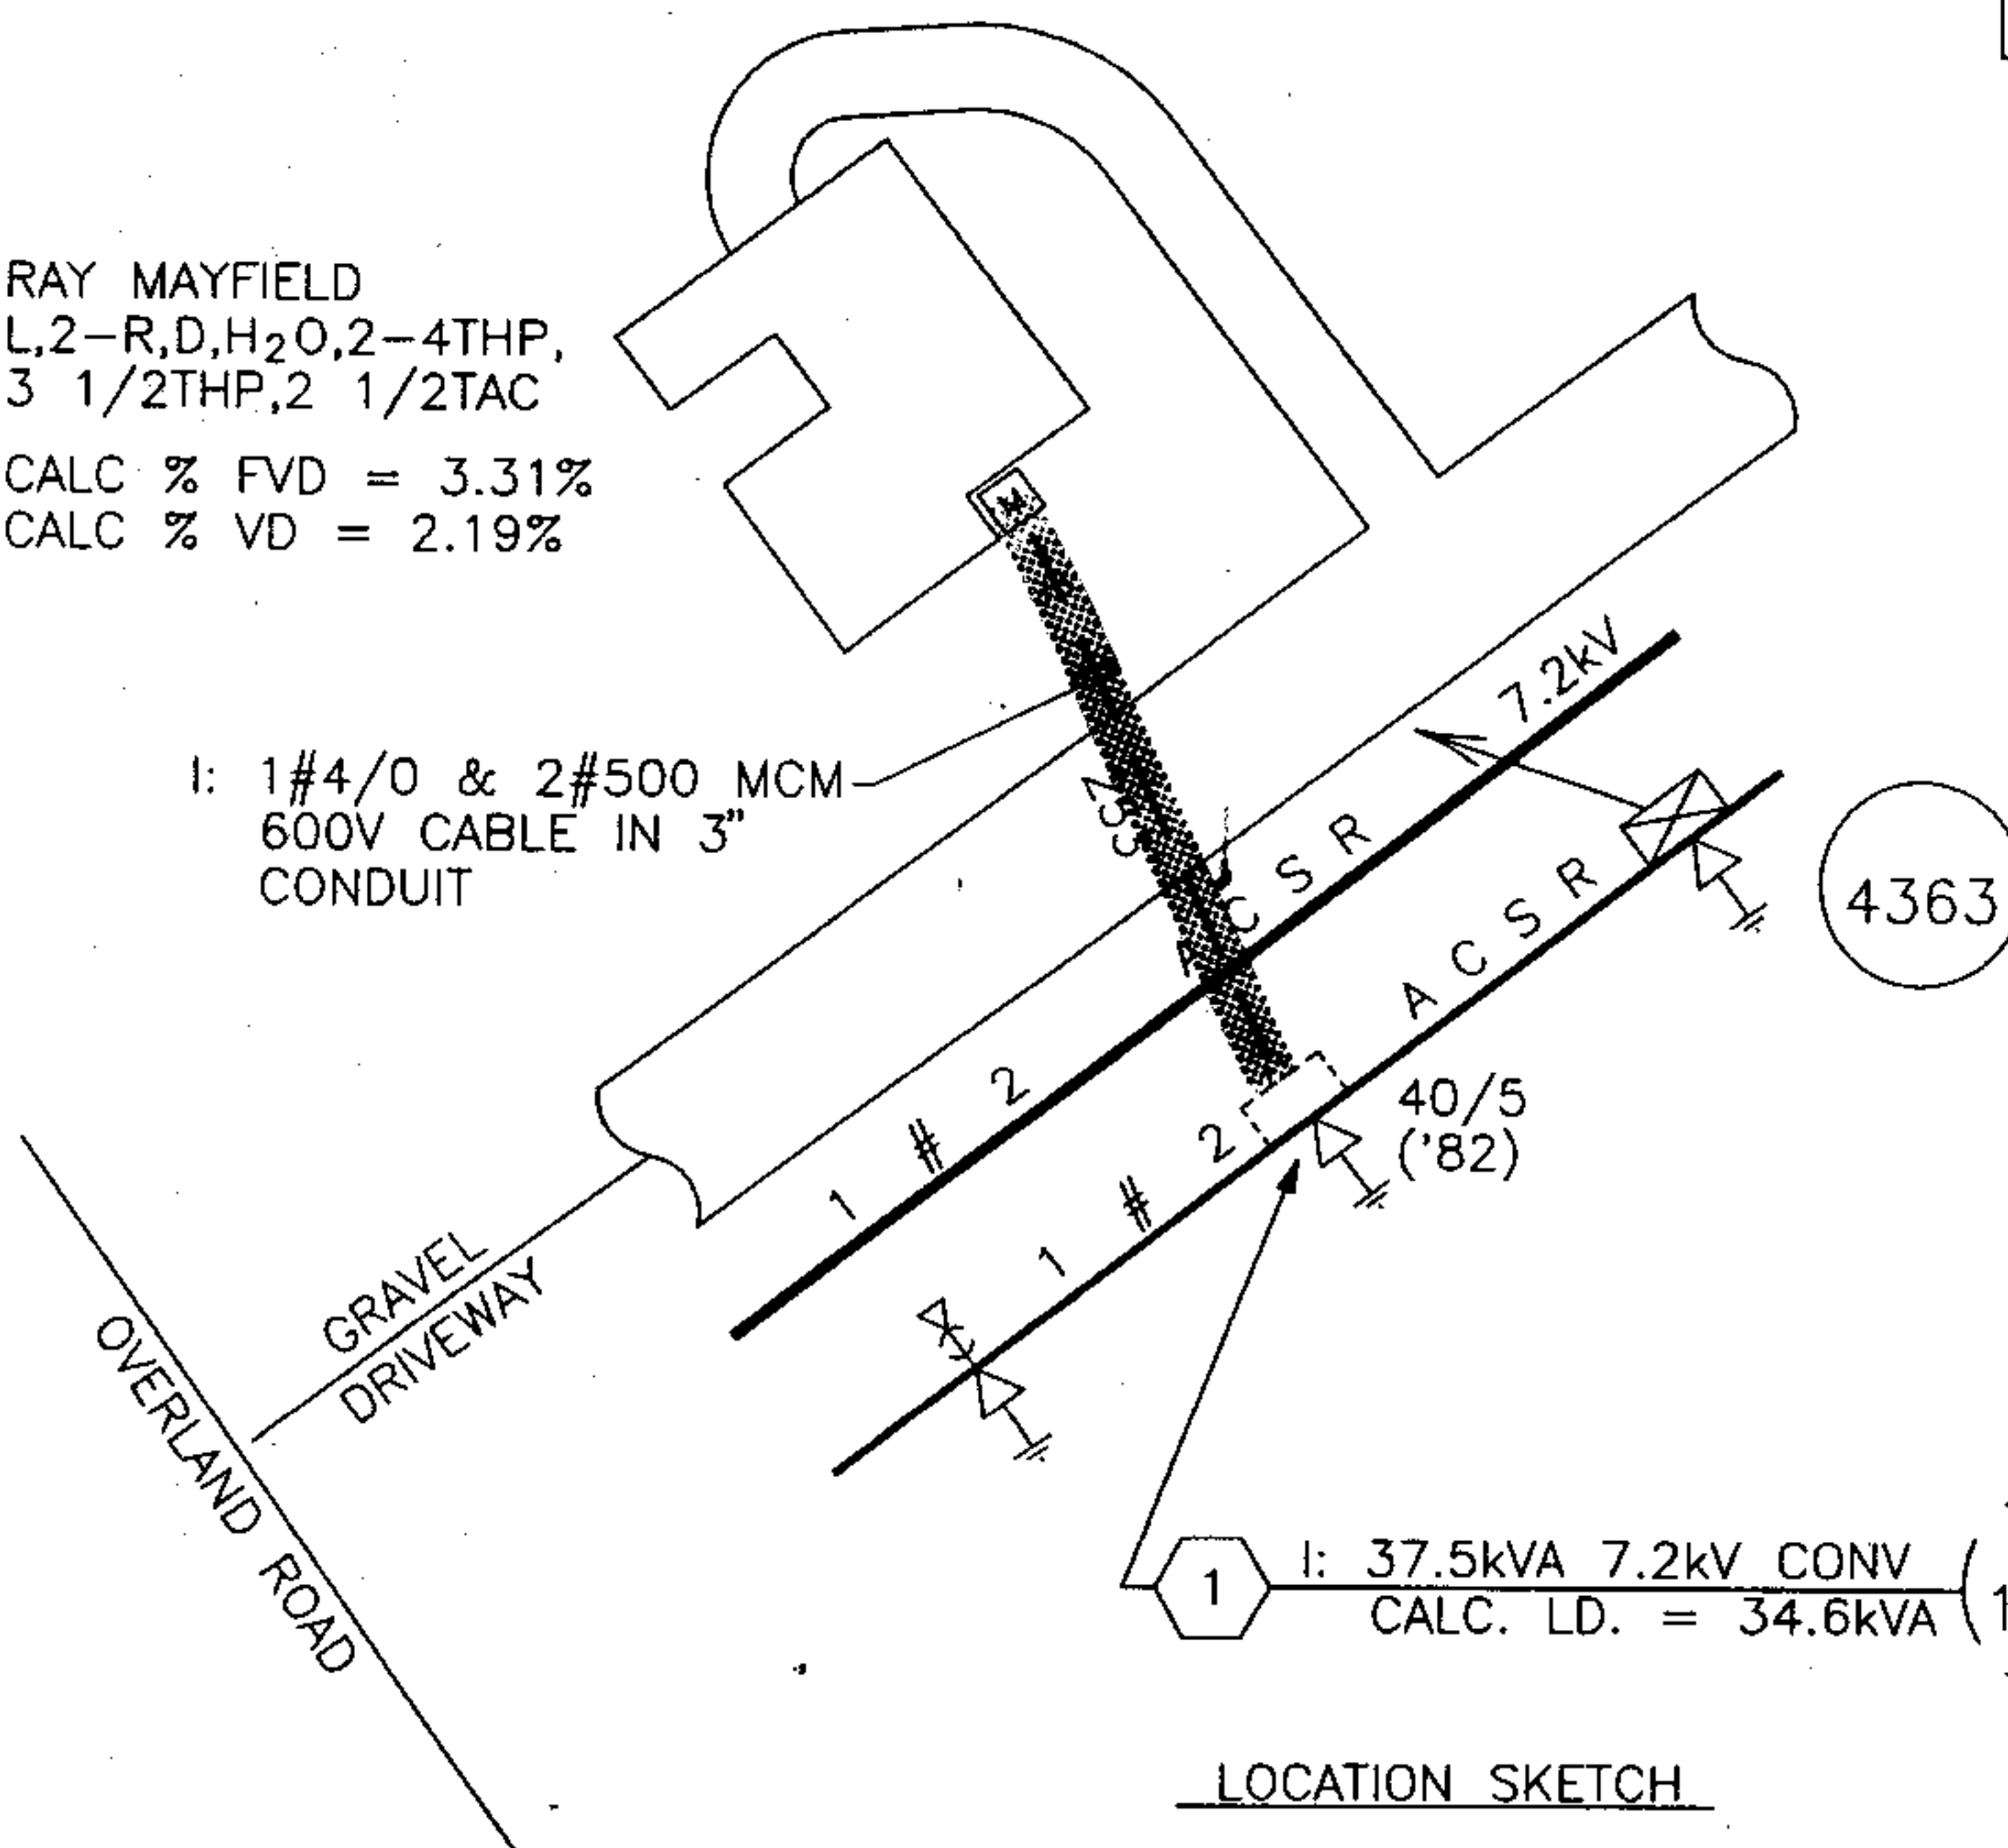 RAY MAYFIELD
L,2-R,D,H₂O,2-4THP,
3 1/2THP,2 1/2TAC
CALC % FVD = 3.31%
CALC % VD = 2.19%
I: 1#4/0 & 2#500 MCM
600V CABLE IN 3"
CONDUIT
7.2kV
1 # 2 A C S R
1 # 2 A C S R
4363
40/5
('82)
GRAVEL
DRIVEWAY
OVERLAND ROAD
1
I: 37.5kVA 7.2kV CONV
CALC. LD. = 34.6kVA
LOCATION SKETCH